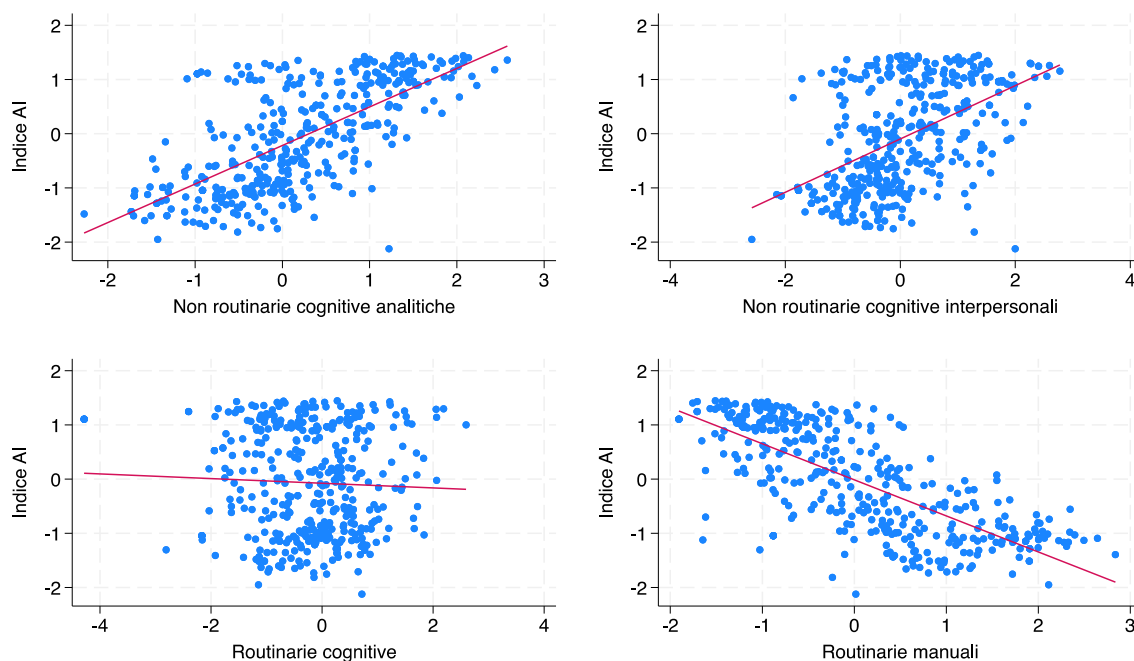 2
1
0
-1
-2
Indice AI
-2 -1 0 1 2 3
Non routinarie cognitive analitiche
2
1
0
-1
-2
Indice AI
-4 -2 0 2 4
Non routinarie cognitive interpersonali
2
1
0
-1
-2
Indice AI
-4 -2 0 2 4
Routinarie cognitive
2
1
0
-1
-2
Indice AI
-2 -1 0 1 2 3
Routinarie manuali